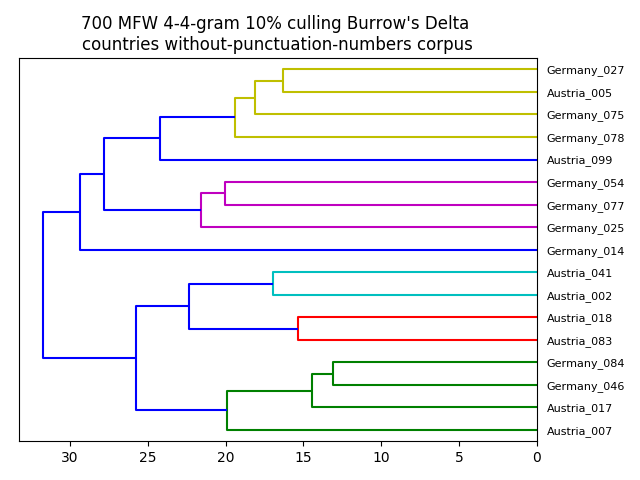 700 MFW 4-4-gram 10% culling Burrow's Delta
countries without-punctuation-numbers corpus
Germany_027
Austria_005
Germany_075
Germany_078
Austria_099
Germany_054
Germany_077
Germany_025
Germany_014
Austria_041
Austria_002
Austria_018
Austria_083
Germany_084
Germany_046
Austria_017
Austria_007
30 25 20 15 10 5 0